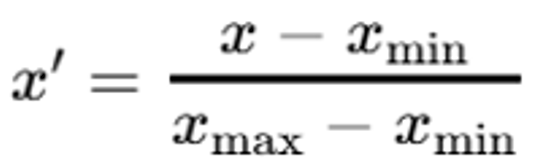 x′ = (x − x_min) / (x_max − x_min)